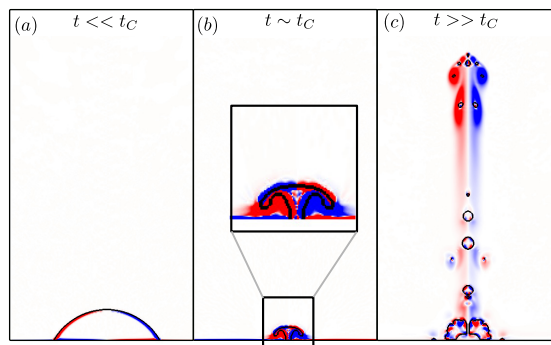 (a) t << t_C
(b) t ∼ t_C
(c) t >> t_C